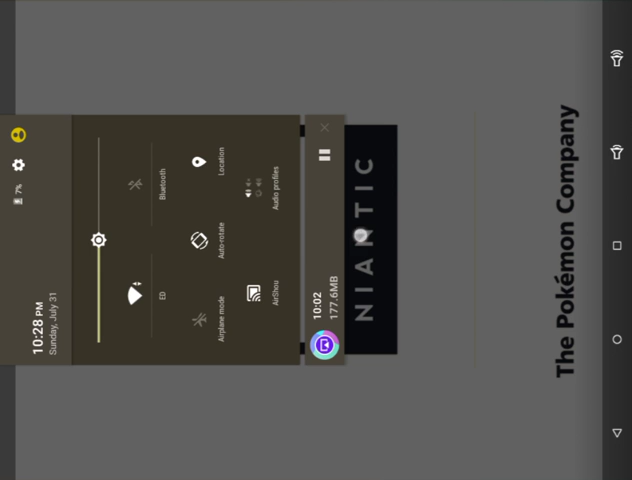 7%
10:28 PM
Sunday, July 31
ED
Bluetooth
Airplane mode
Auto-rotate
Location
AirShou
Audio profiles
10:02
177.6MB
NIANTIC
The Pokémon Company